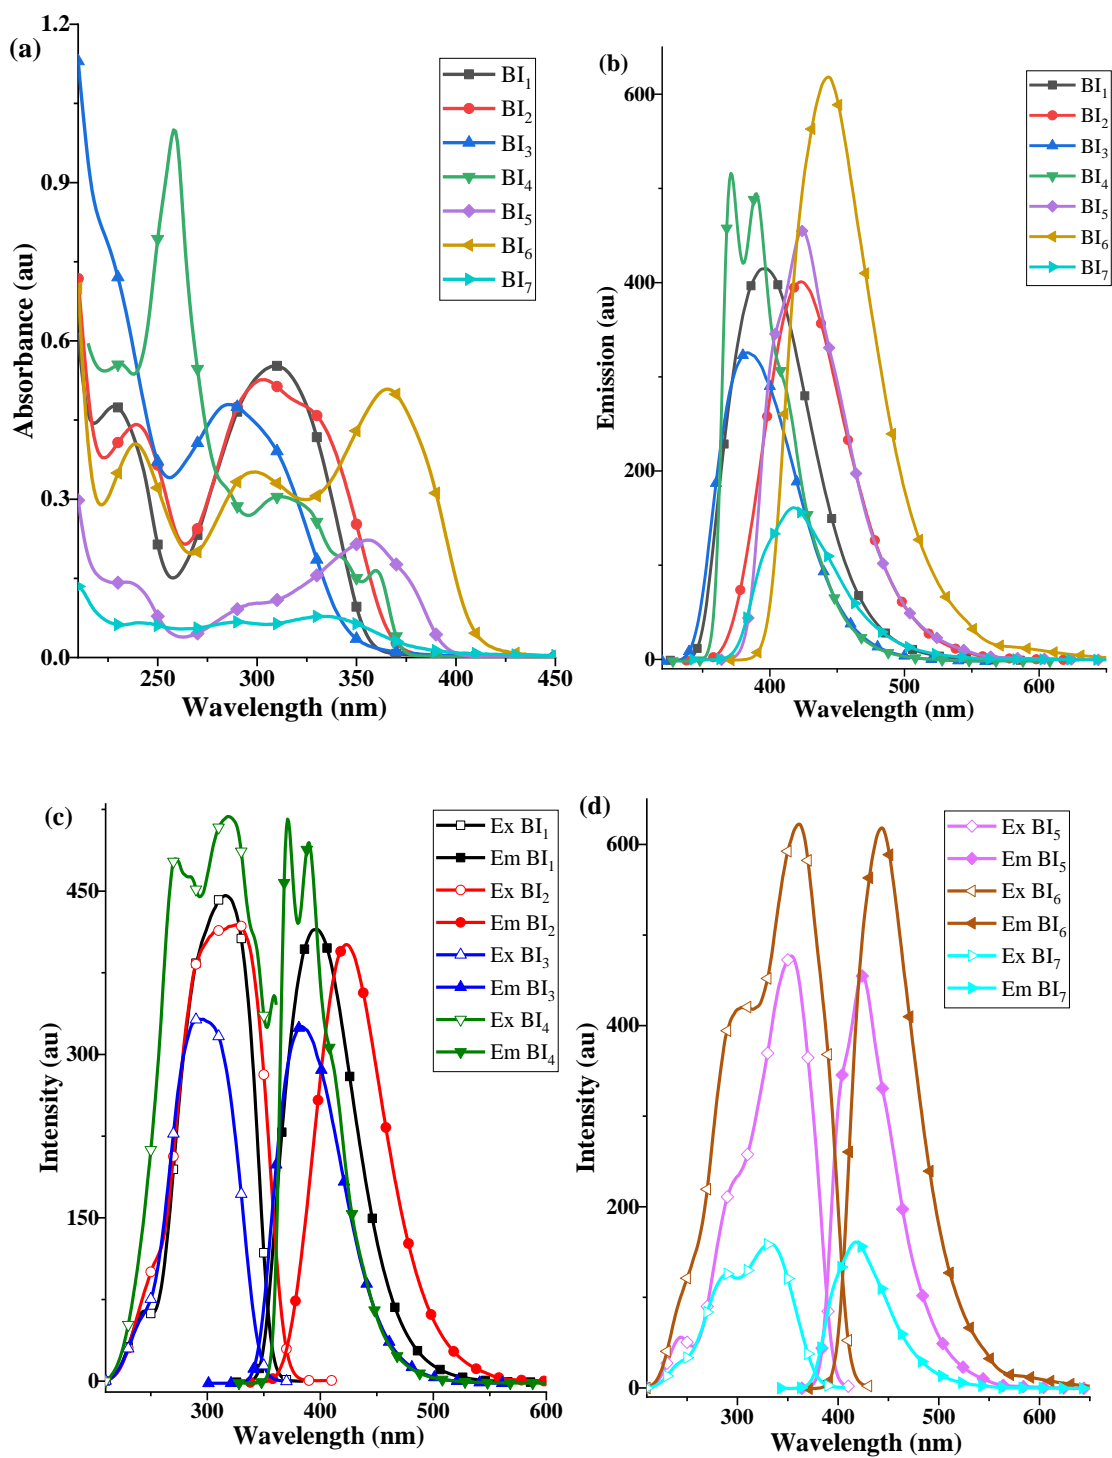 (a)
1.2
0.9
0.6
0.3
0.0
Absorbance (au)
250 300 350 400 450
Wavelength (nm)
BI1
BI2
BI3
BI4
BI5
BI6
BI7
(b)
600
400
200
0
Emission (au)
400 500 600
Wavelength (nm)
BI1
BI2
BI3
BI4
BI5
BI6
BI7
(c)
450
300
150
0
Intensity (au)
300 400 500 600
Wavelength (nm)
Ex BI1
Em BI1
Ex BI2
Em BI2
Ex BI3
Em BI3
Ex BI4
Em BI4
(d)
600
400
200
0
Intensity (au)
300 400 500 600
Wavelength (nm)
Ex BI5
Em BI5
Ex BI6
Em BI6
Ex BI7
Em BI7